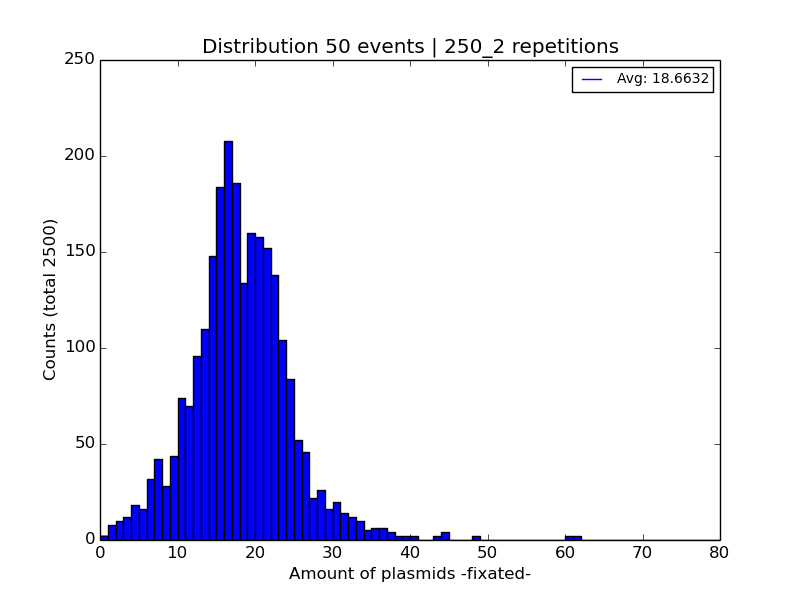 Distribution 50 events | 250_2 repetitions
Avg: 18.6632
Counts (total 2500)
250
200
150
100
50
0
0 10 20 30 40 50 60 70 80
Amount of plasmids -fixated-